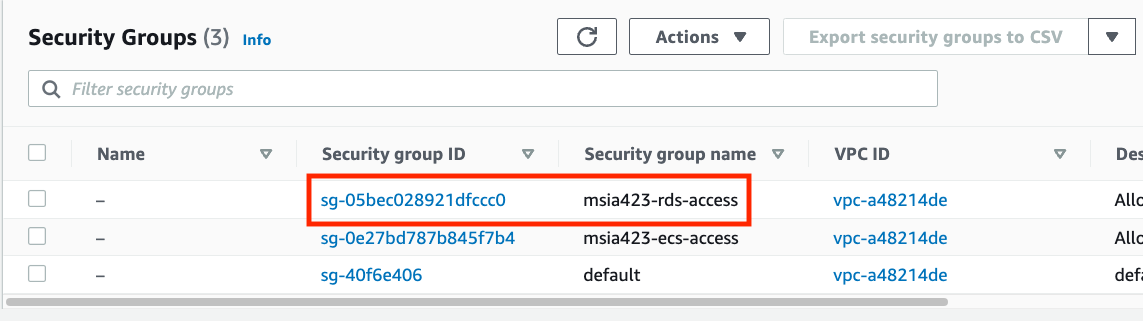 Security Groups (3) Info Actions Export security groups to CSV
Filter security groups
Name Security group ID Security group name VPC ID Des
– sg-05bec028921dfccc0 msia423-rds-access vpc-a48214de Allo
– sg-0e27bd787b845f7b4 msia423-ecs-access vpc-a48214de Allo
– sg-40f6e406 default vpc-a48214de defa